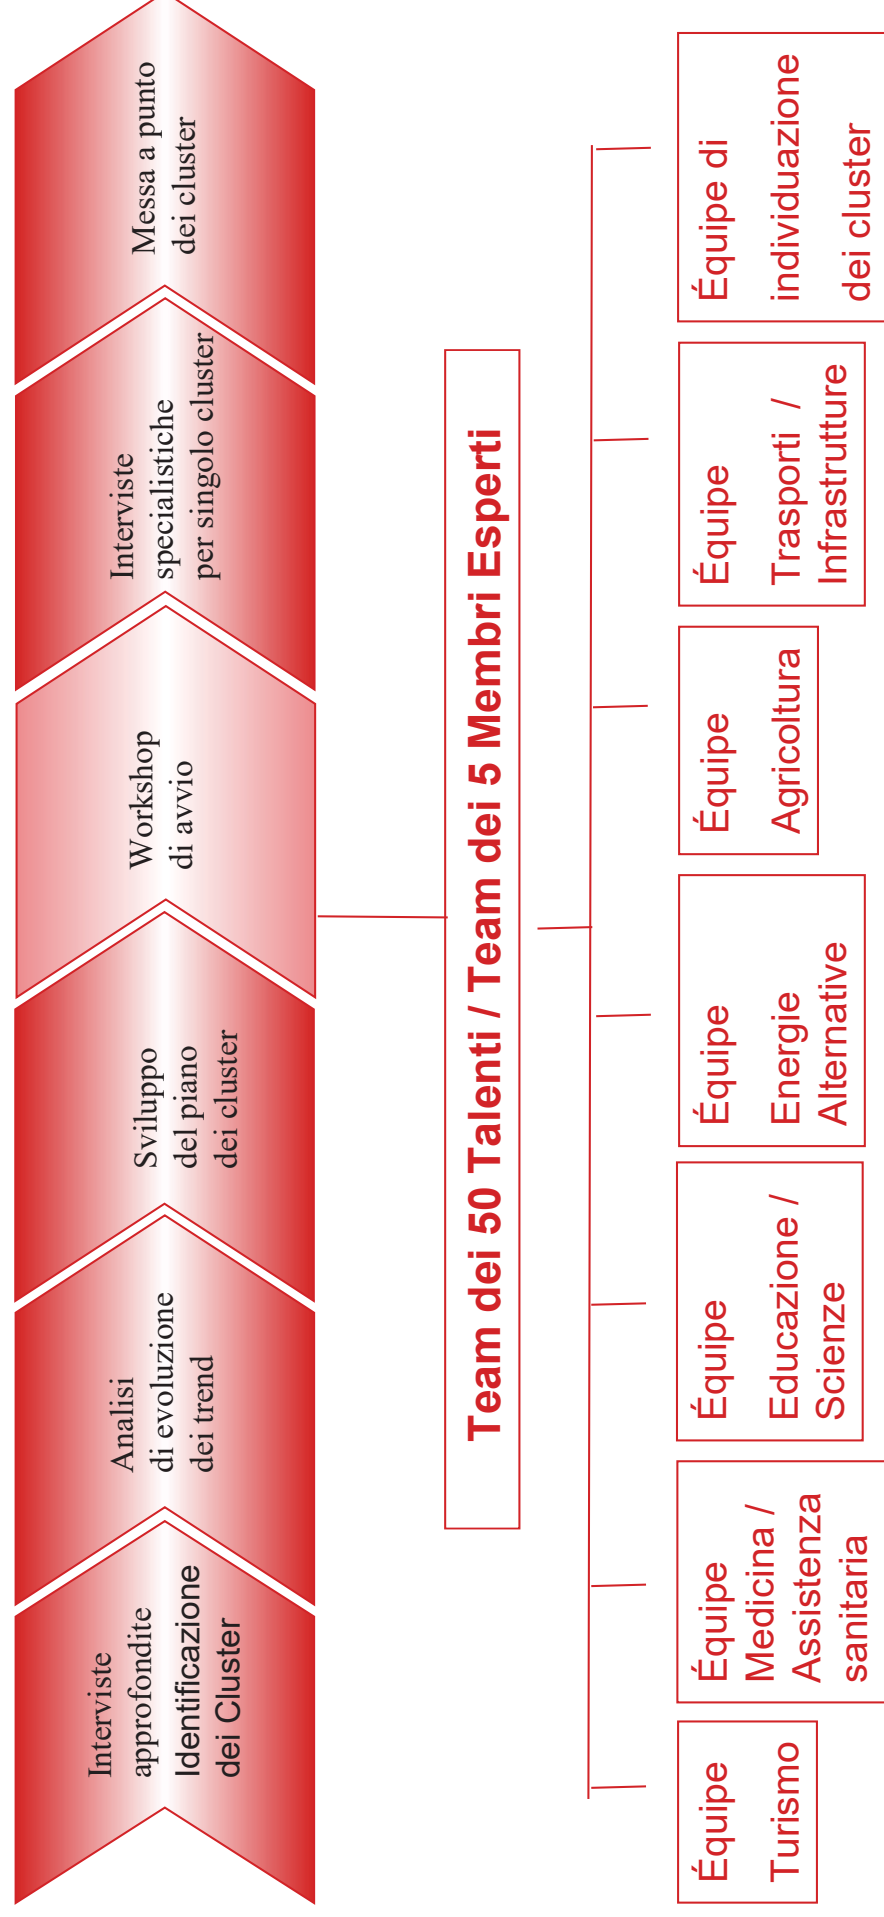 Interviste
approfondite
Identificazione
dei Cluster
Analisi
di evoluzione
dei trend
Sviluppo
del piano
dei cluster
Workshop
di avvio
Interviste
specialistiche
per singolo cluster
Messa a punto
dei cluster
Team dei 50 Talenti / Team dei 5 Membri Esperti
Équipe
Turismo
Équipe
Medicina /
Assistenza
sanitaria
Équipe
Educazione /
Scienze
Équipe
Energie
Alternative
Équipe
Agricoltura
Équipe
Trasporti /
Infrastrutture
Équipe di
individuazione
dei cluster